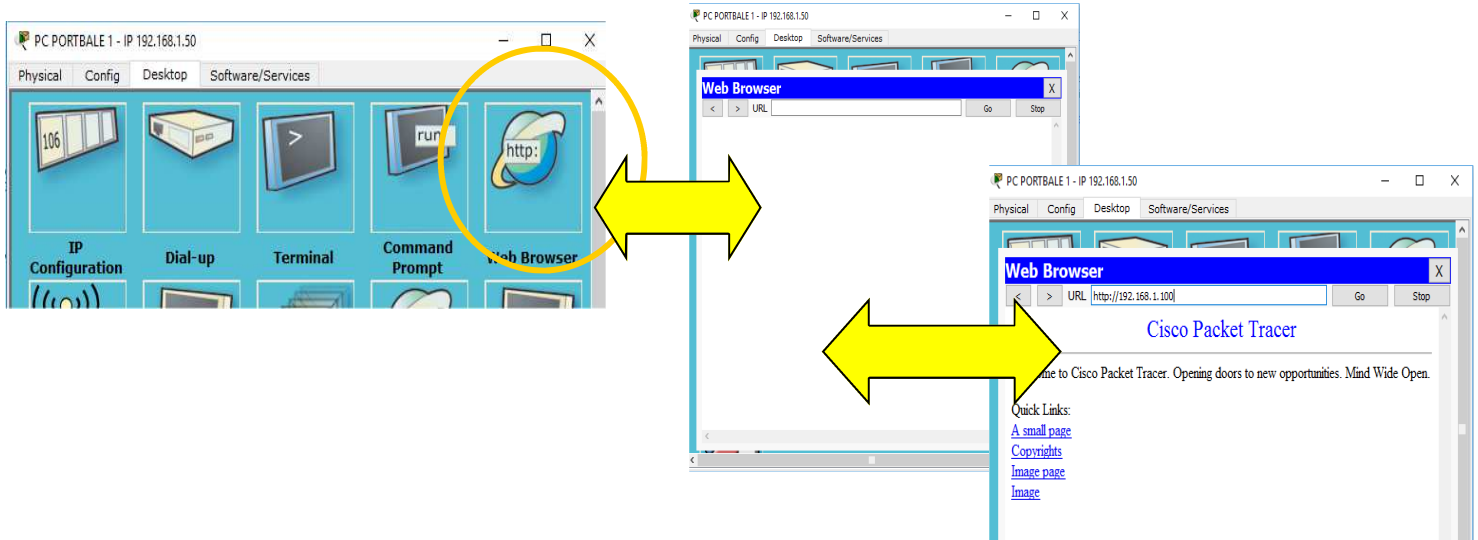 PC PORTBALE 1 - IP 192.168.1.50
Physical Config Desktop Software/Services
106
>
run
http:
IP Configuration
Dial-up
Terminal
Command Prompt
Web Browser
PC PORTBALE 1 - IP 192.168.1.50
Physical Config Desktop Software/Services
Web Browser X
< > URL Go Stop
PC PORTBALE 1 - IP 192.168.1.50
Physical Config Desktop Software/Services
Web Browser X
< > URL http://192.168.1.100 Go Stop
Cisco Packet Tracer
to Cisco Packet Tracer. Opening doors to new opportunities. Mind Wide Open.
Quick Links:
A small page
Copyrights
Image page
Image